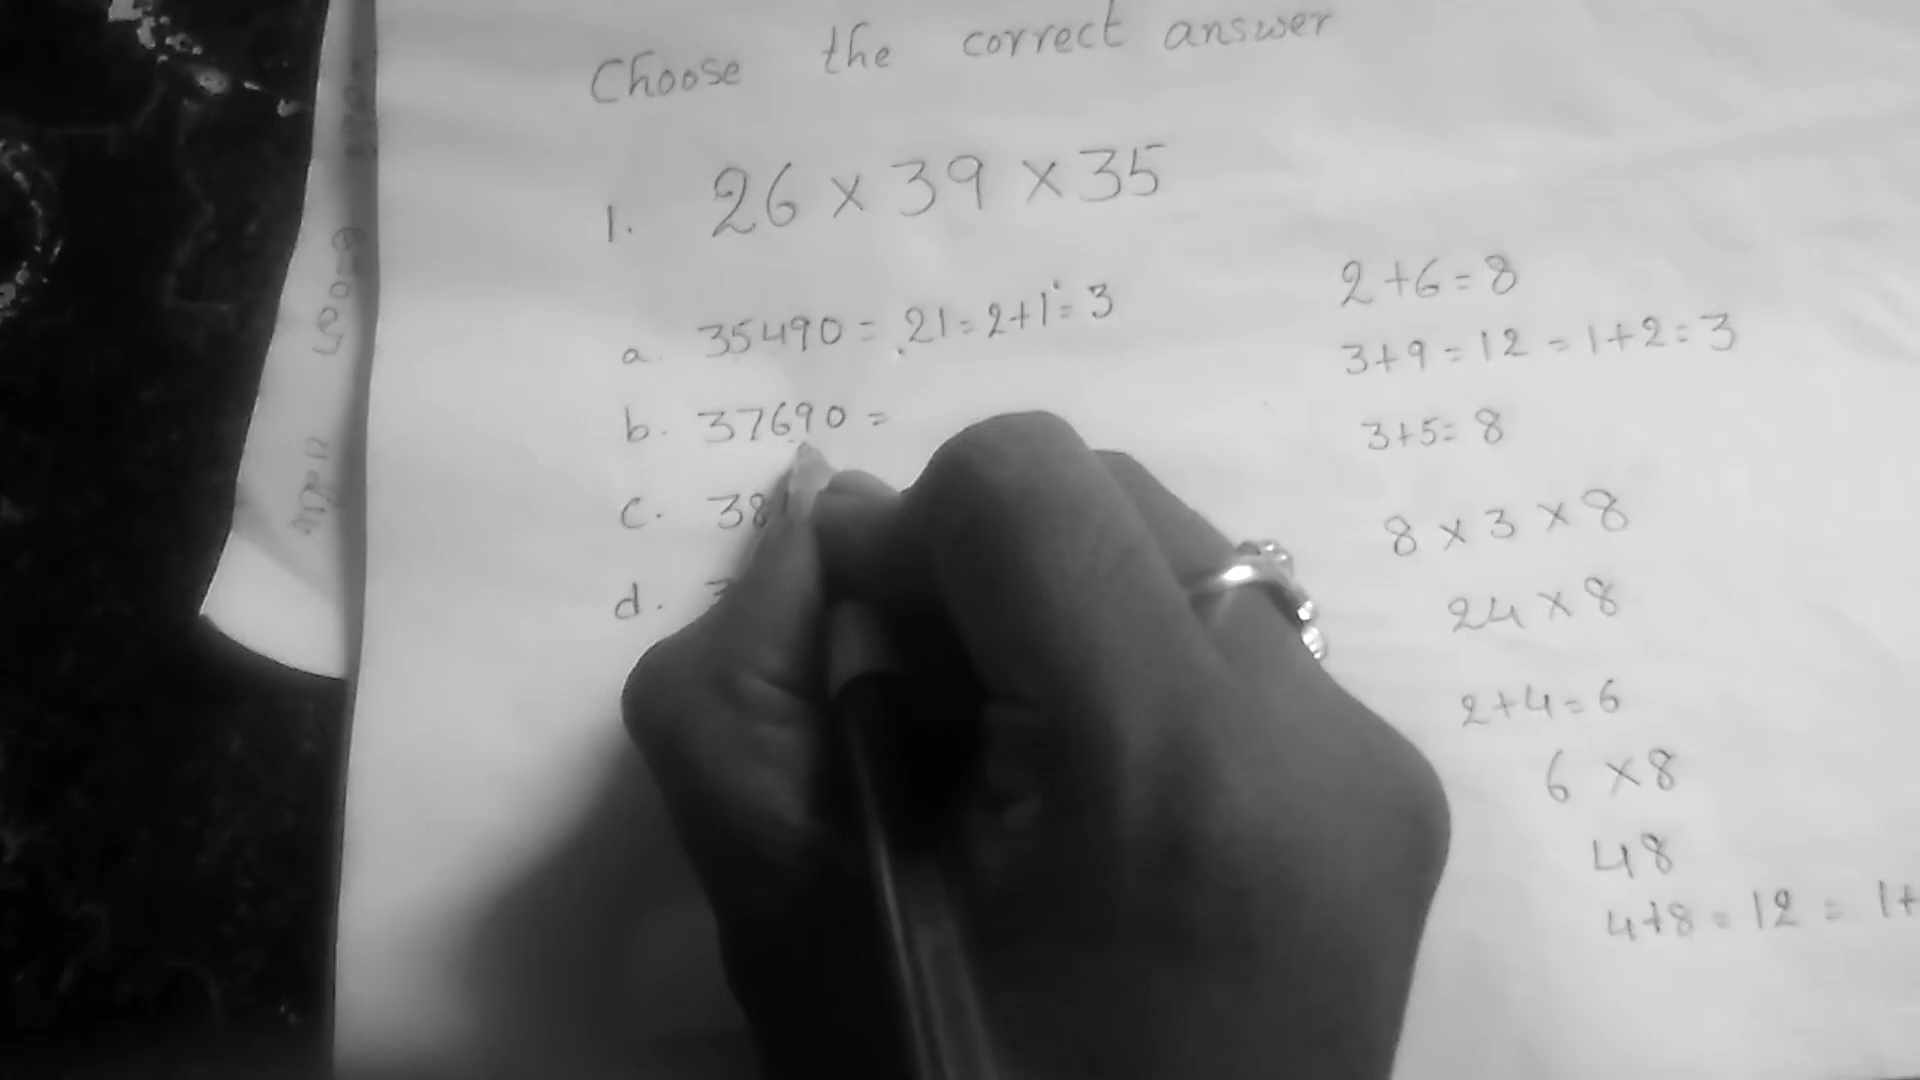 Choose the correct answer
1. 26 × 39 × 35
a. 35490 = 21 = 2+1 = 3
b. 37690 =
c. 38
d.
2+6=8
3+9=12=1+2=3
3+5=8
8 × 3 × 8
24 × 8
2+4=6
6 × 8
48
4+8=12=1+